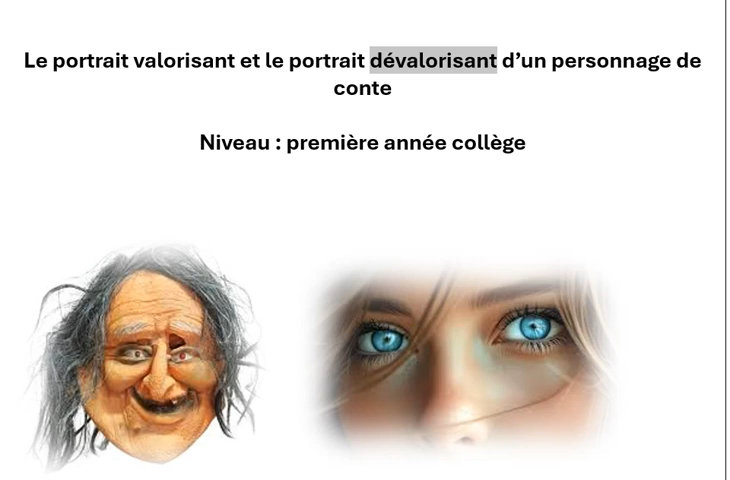 Le portrait valorisant et le portrait dévalorisant d’un personnage de
conte
Niveau : première année collège